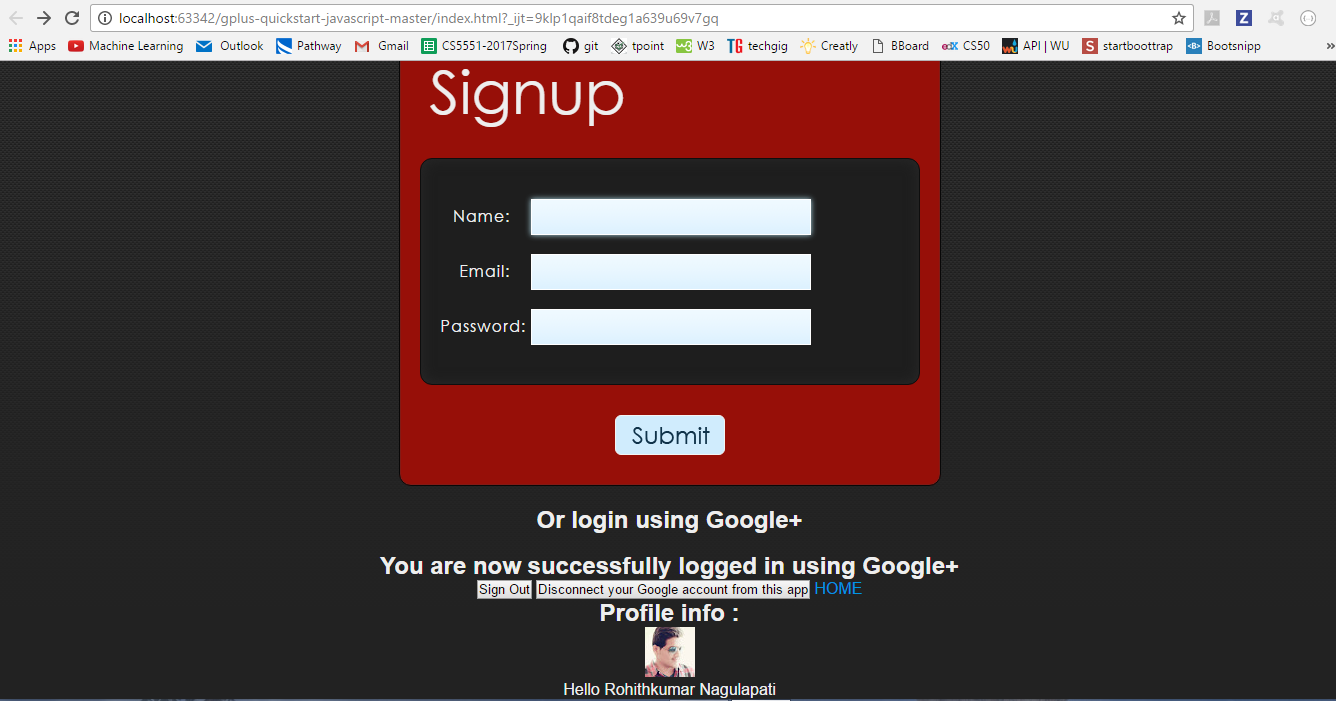 localhost:63342/gplus-quickstart-javascript-master/index.html?_ijt=9klp1qaif8tdeg1a639u69v7gq
Apps Machine Learning Outlook Pathway Gmail CS5551-2017Spring git tpoint W3 techgig Creatly BBoard edX CS50 API | WU startboottrap Bootsnipp »
Signup
Name:
Email:
Password:
Submit
Or login using Google+
You are now successfully logged in using Google+
Sign Out Disconnect your Google account from this app HOME
Profile info :
Hello Rohithkumar Nagulapati